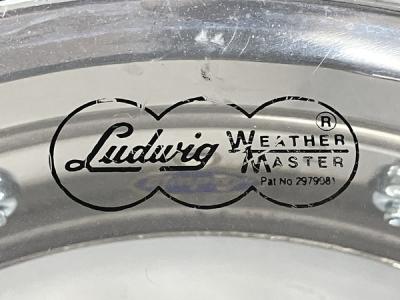 Ludwig WEATHER ®
MASTER
Pat No 2979981